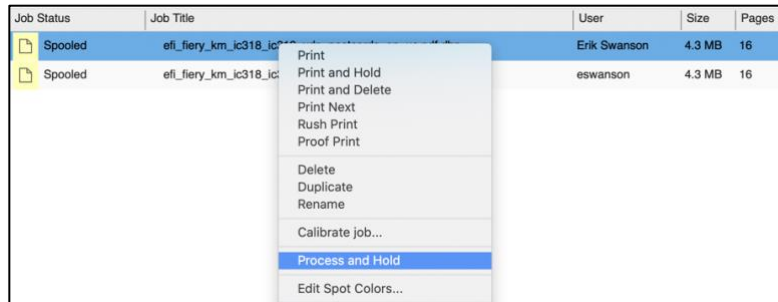 Job Status Job Title User Size Pages
Spooled efi_fiery_km_ic318_ic Erik Swanson 4.3 MB 16
Spooled efi_fiery_km_ic318_ic eswanson 4.3 MB 16
Print
Print and Hold
Print and Delete
Print Next
Rush Print
Proof Print
Delete
Duplicate
Rename
Calibrate job...
Process and Hold
Edit Spot Colors...